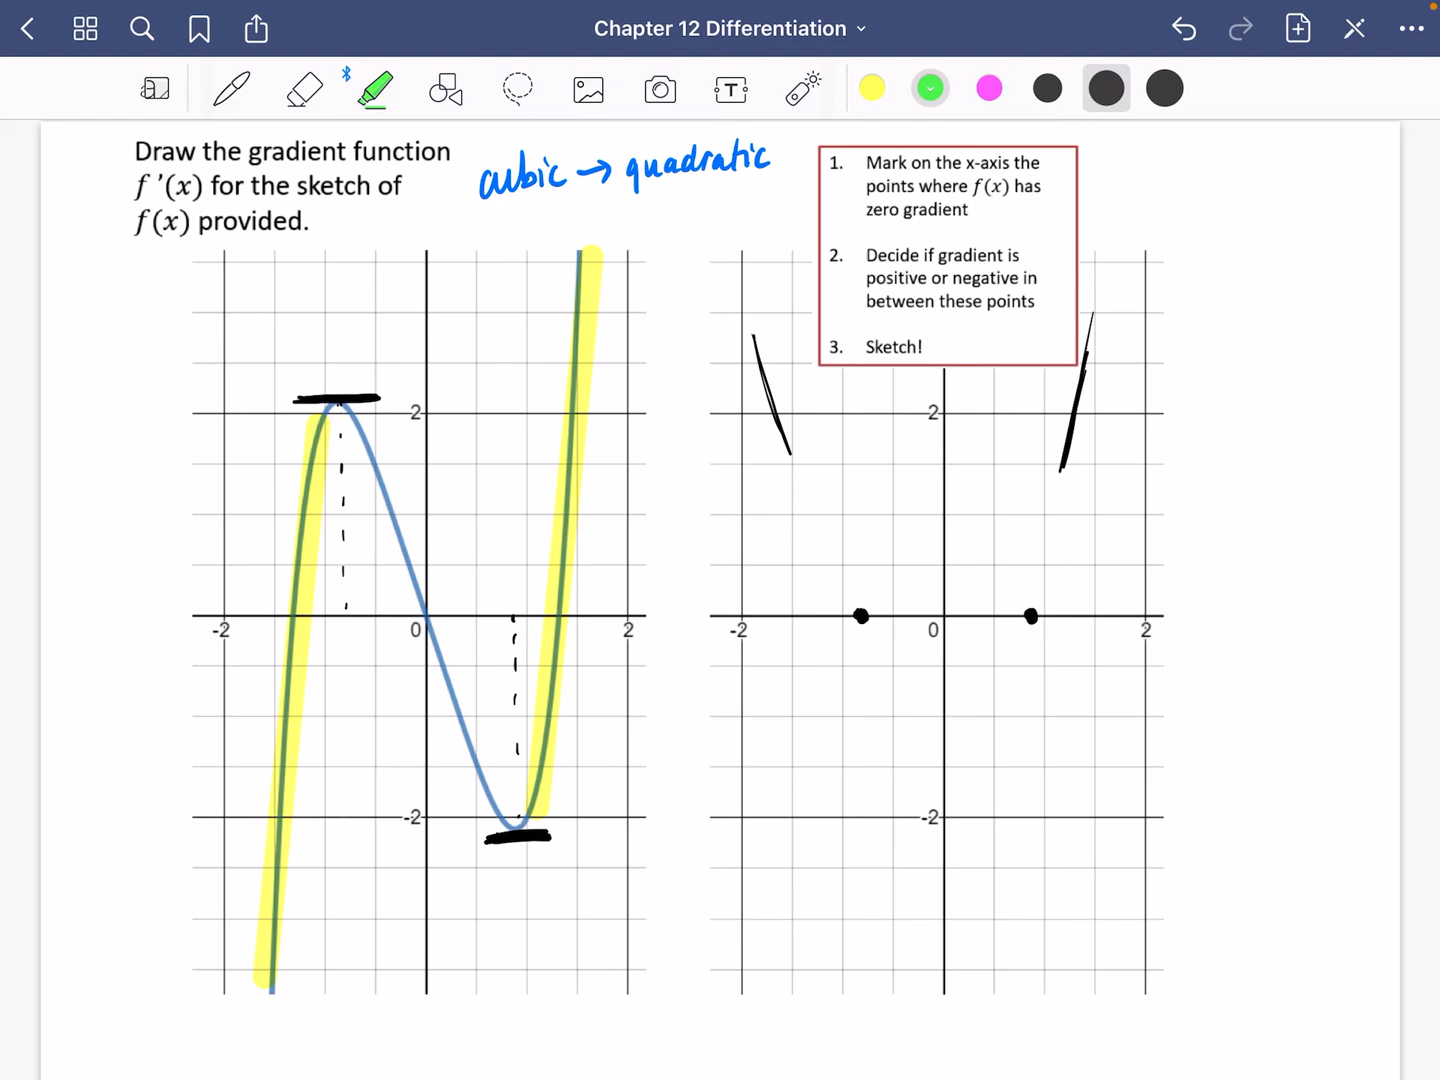 Chapter 12 Differentiation
Draw the gradient function
f '(x) for the sketch of
f(x) provided.
cubic → quadratic
1. Mark on the x-axis the
points where f(x) has
zero gradient
2. Decide if gradient is
positive or negative in
between these points
3. Sketch!
2
-2
0
2
-2
2
-2
0
2
-2